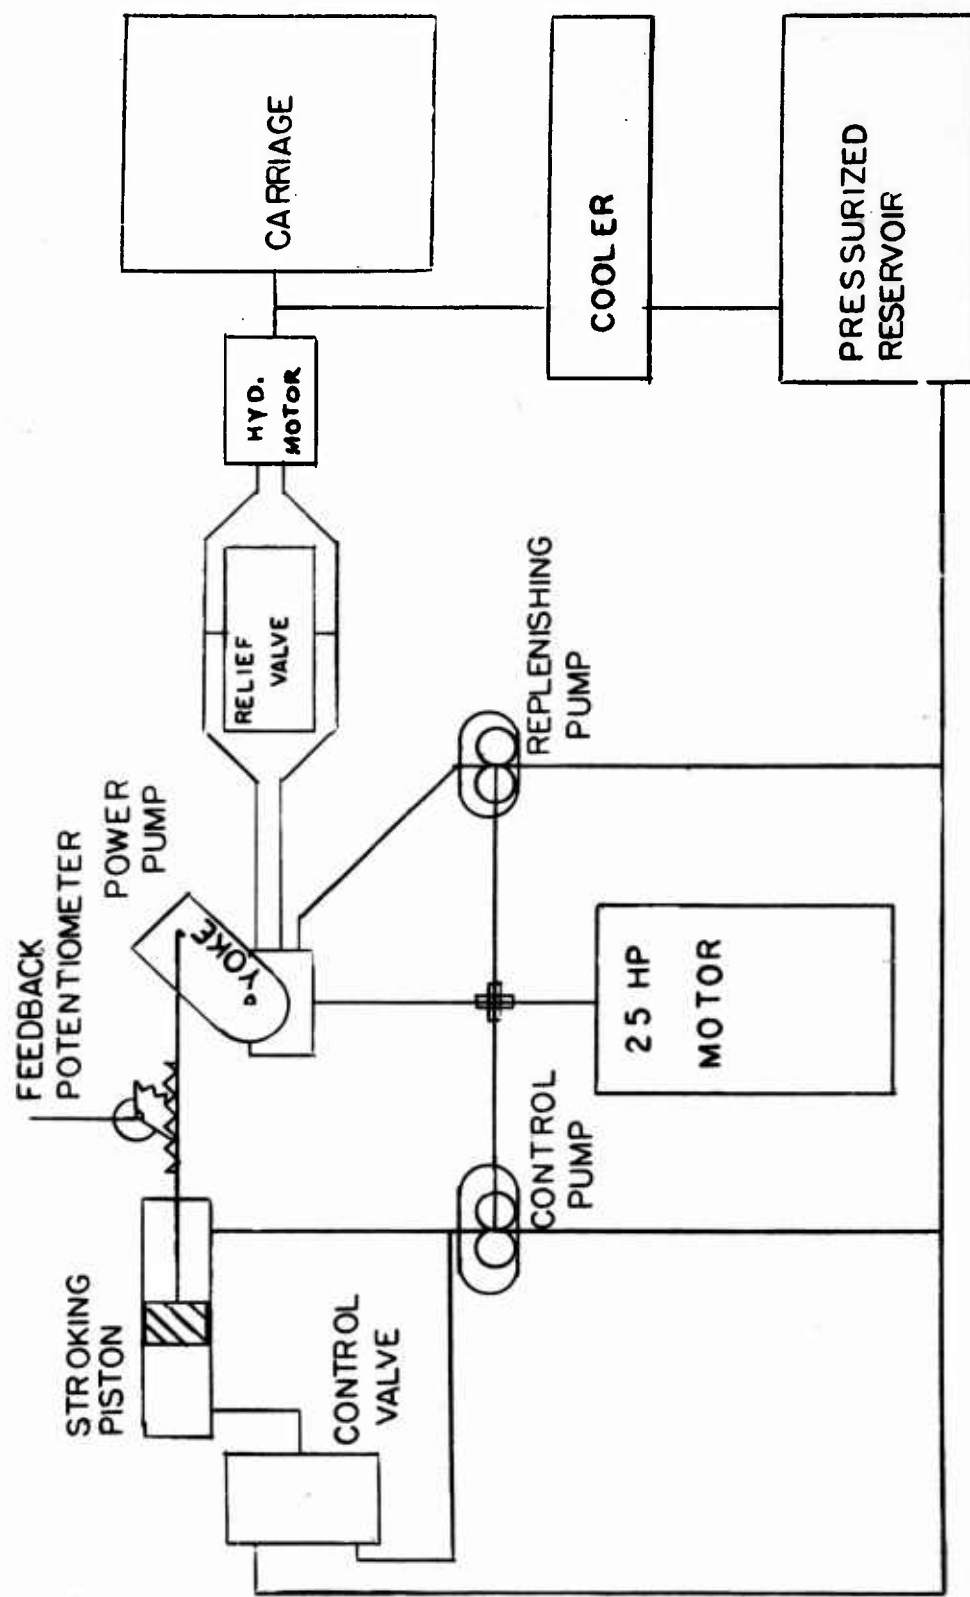 FEEDBACK
POTENTIOMETER
POWER
PUMP
STROKING
PISTON
YOKE
RELIEF
VALVE
HYD.
MOTOR
CARRIAGE
CONTROL
VALVE
CONTROL
PUMP
REPLENISHING
PUMP
COOLER
25 HP
MOTOR
PRESSURIZED
RESERVOIR